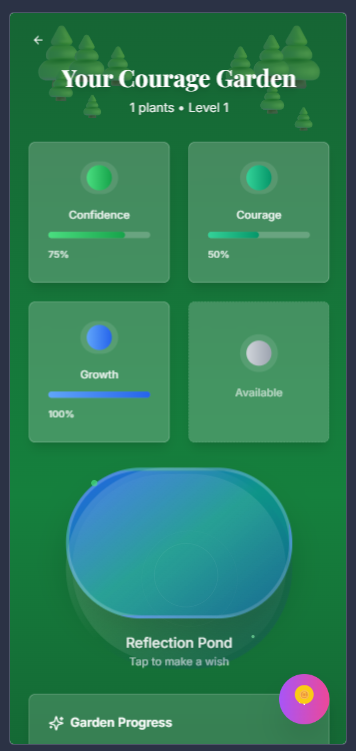 Your Courage Garden
1 plants • Level 1
Confidence
75%
Courage
50%
Growth
100%
Available
Reflection Pond
Tap to make a wish
Garden Progress